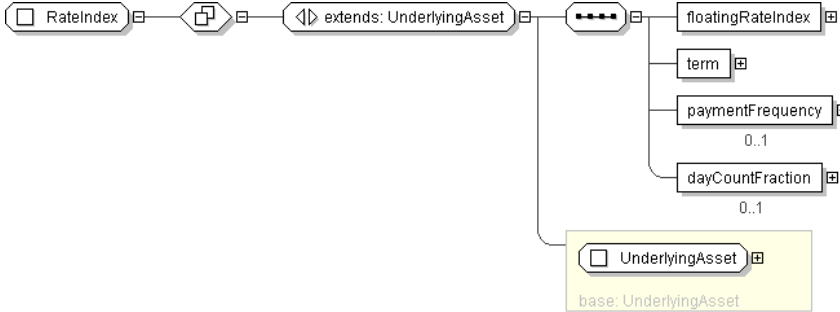 RateIndex
extends: UnderlyingAsset
floatingRateIndex
term
paymentFrequency
0..1
dayCountFraction
0..1
UnderlyingAsset
base: UnderlyingAsset